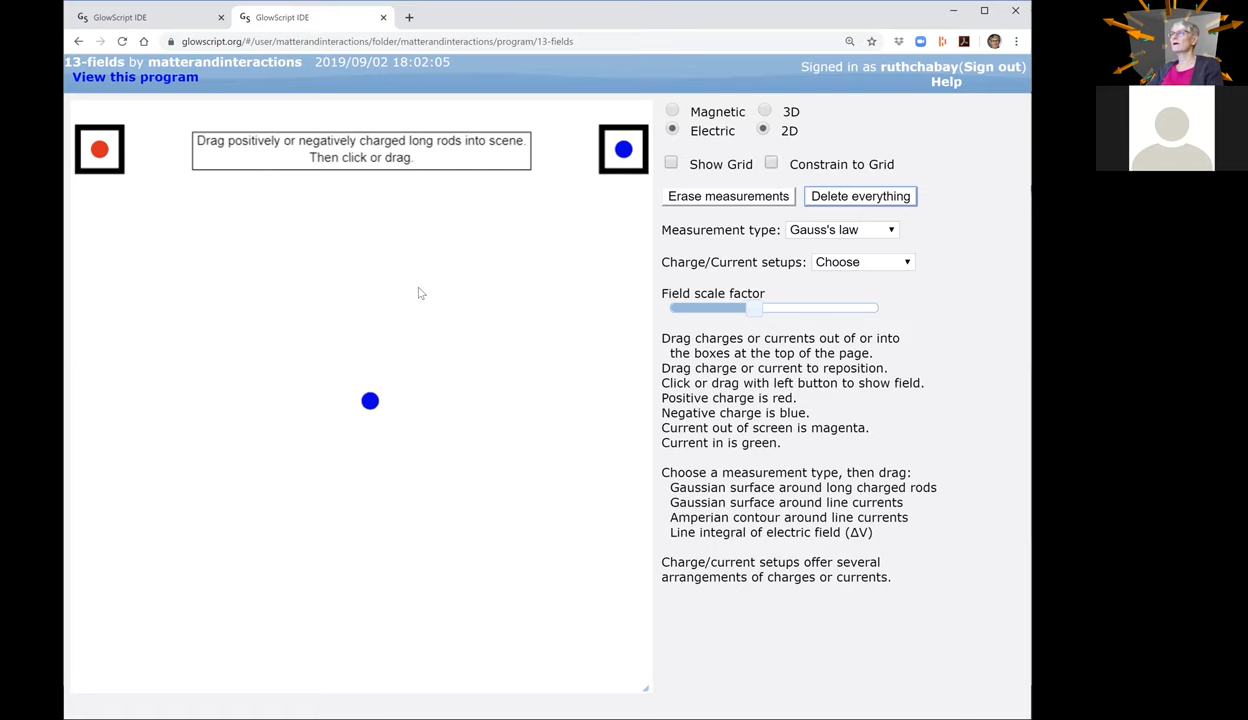 GlowScript IDE
GlowScript IDE
glowscript.org/#/user/matterandinteractions/folder/matterandinteractions/program/13-fields
13-fields by matterandinteractions 2019/09/02 18:02:05
View this program
Signed in as ruthchabay(Sign out)
Help
Drag positively or negatively charged long rods into scene.
Then click or drag.
Magnetic 3D
Electric 2D
Show Grid Constrain to Grid
Erase measurements Delete everything
Measurement type: Gauss's law
Charge/Current setups: Choose
Field scale factor
Drag charges or currents out of or into
the boxes at the top of the page.
Drag charge or current to reposition.
Click or drag with left button to show field.
Positive charge is red.
Negative charge is blue.
Current out of screen is magenta.
Current in is green.
Choose a measurement type, then drag:
Gaussian surface around long charged rods
Gaussian surface around line currents
Amperian contour around line currents
Line integral of electric field (ΔV)
Charge/current setups offer several
arrangements of charges or currents.